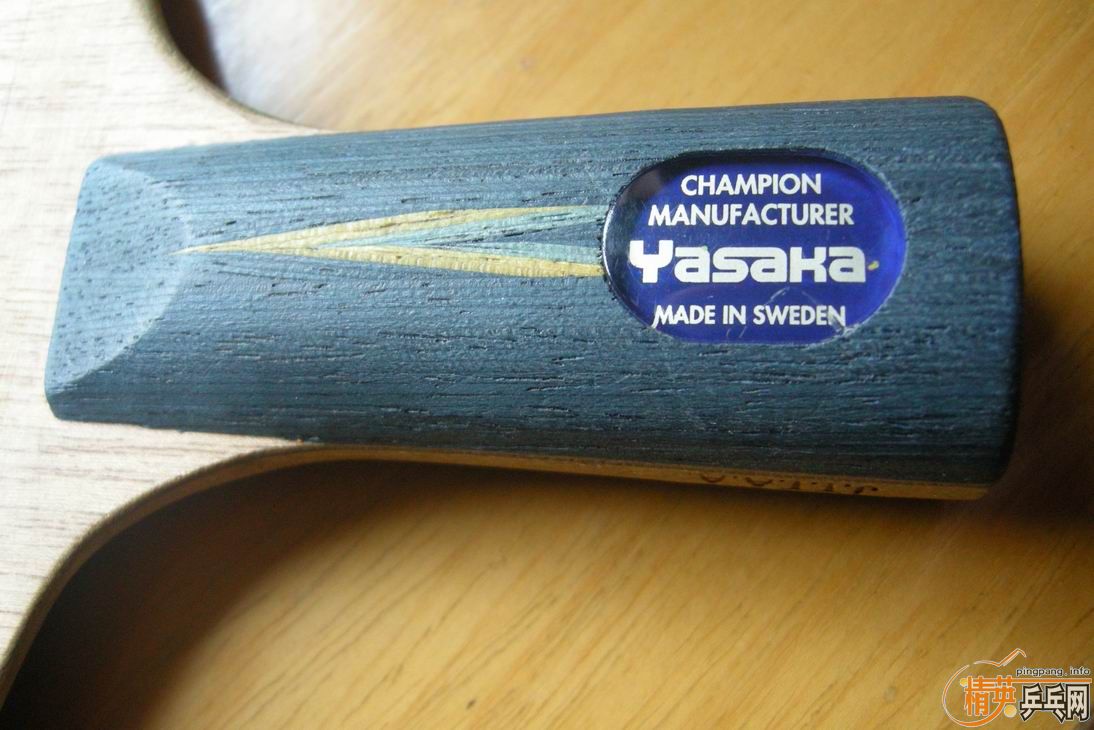 CHAMPION
MANUFACTURER
Yasaka
MADE IN SWEDEN
J.T.T.A.A
pingpang.info
精英乒乓网